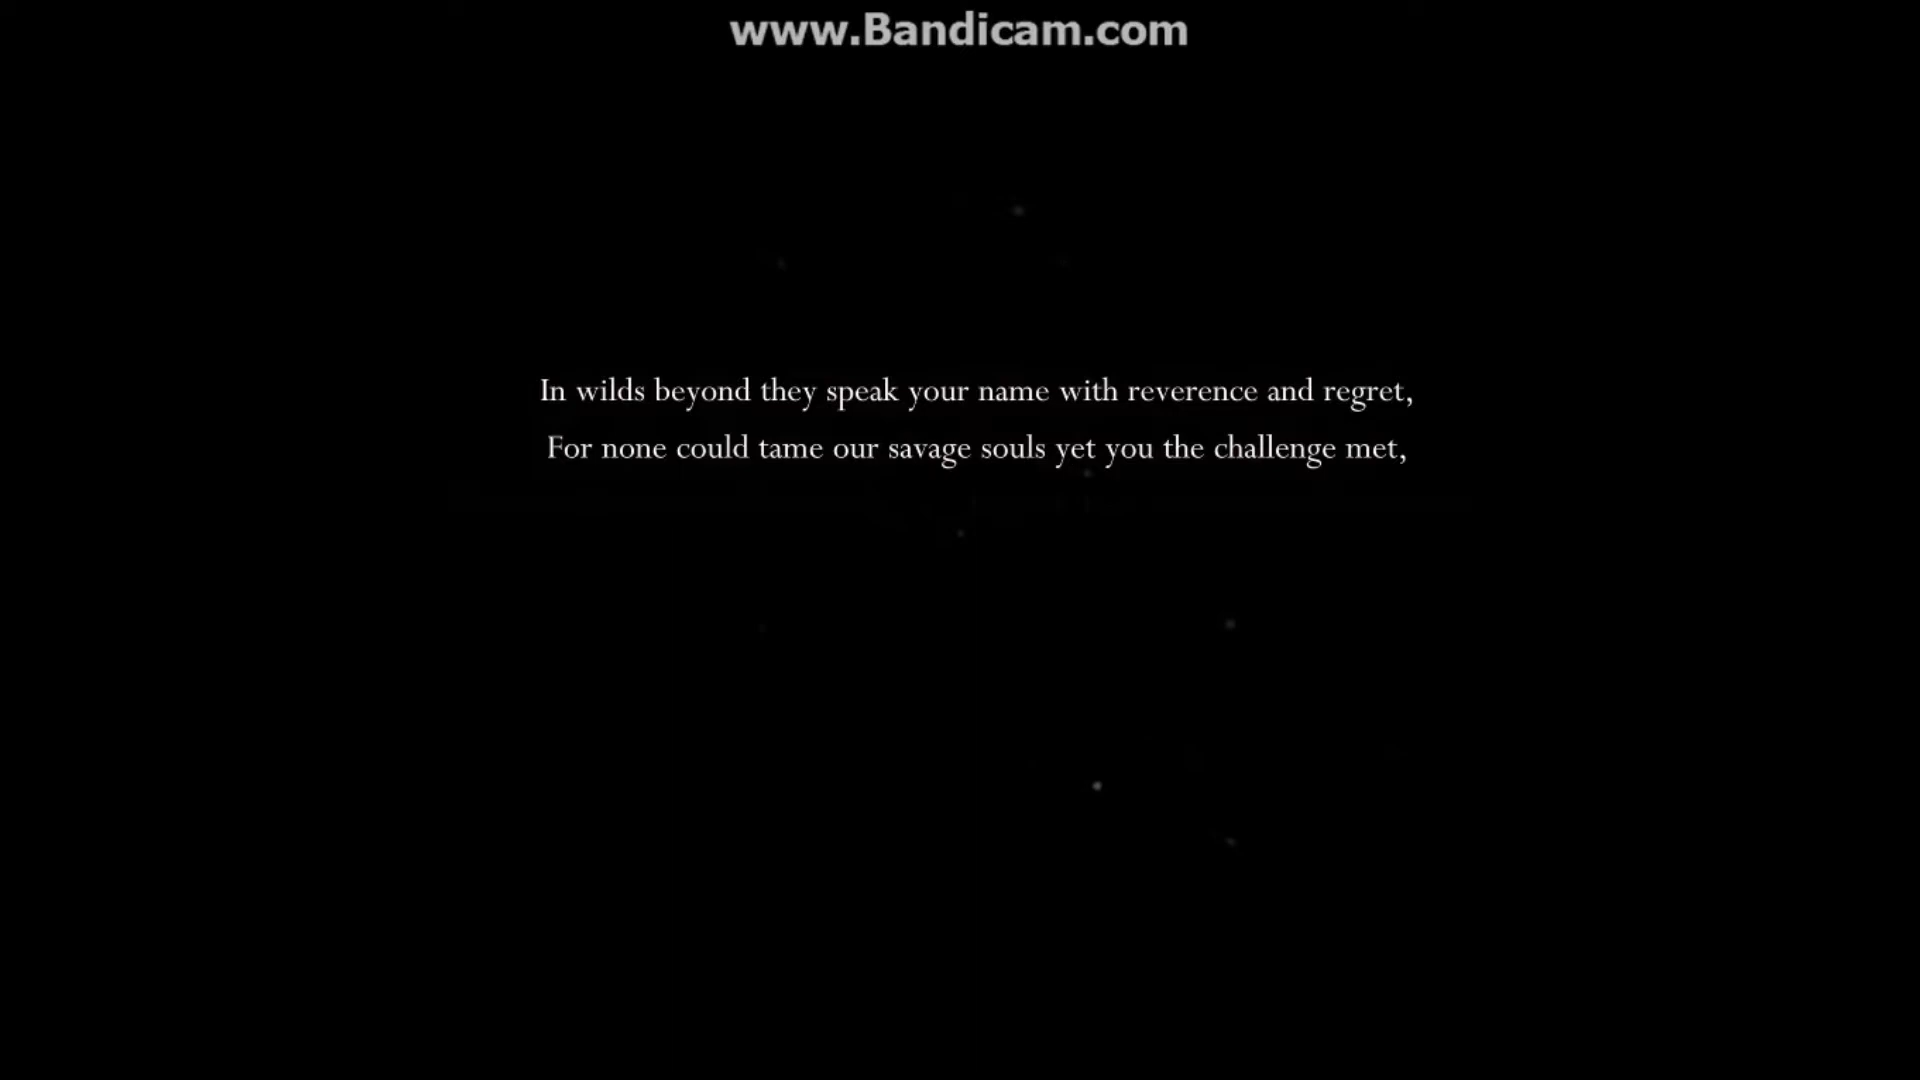 www.Bandicam.com
In wilds beyond they speak your name with reverence and regret,
For none could tame our savage souls yet you the challenge met,